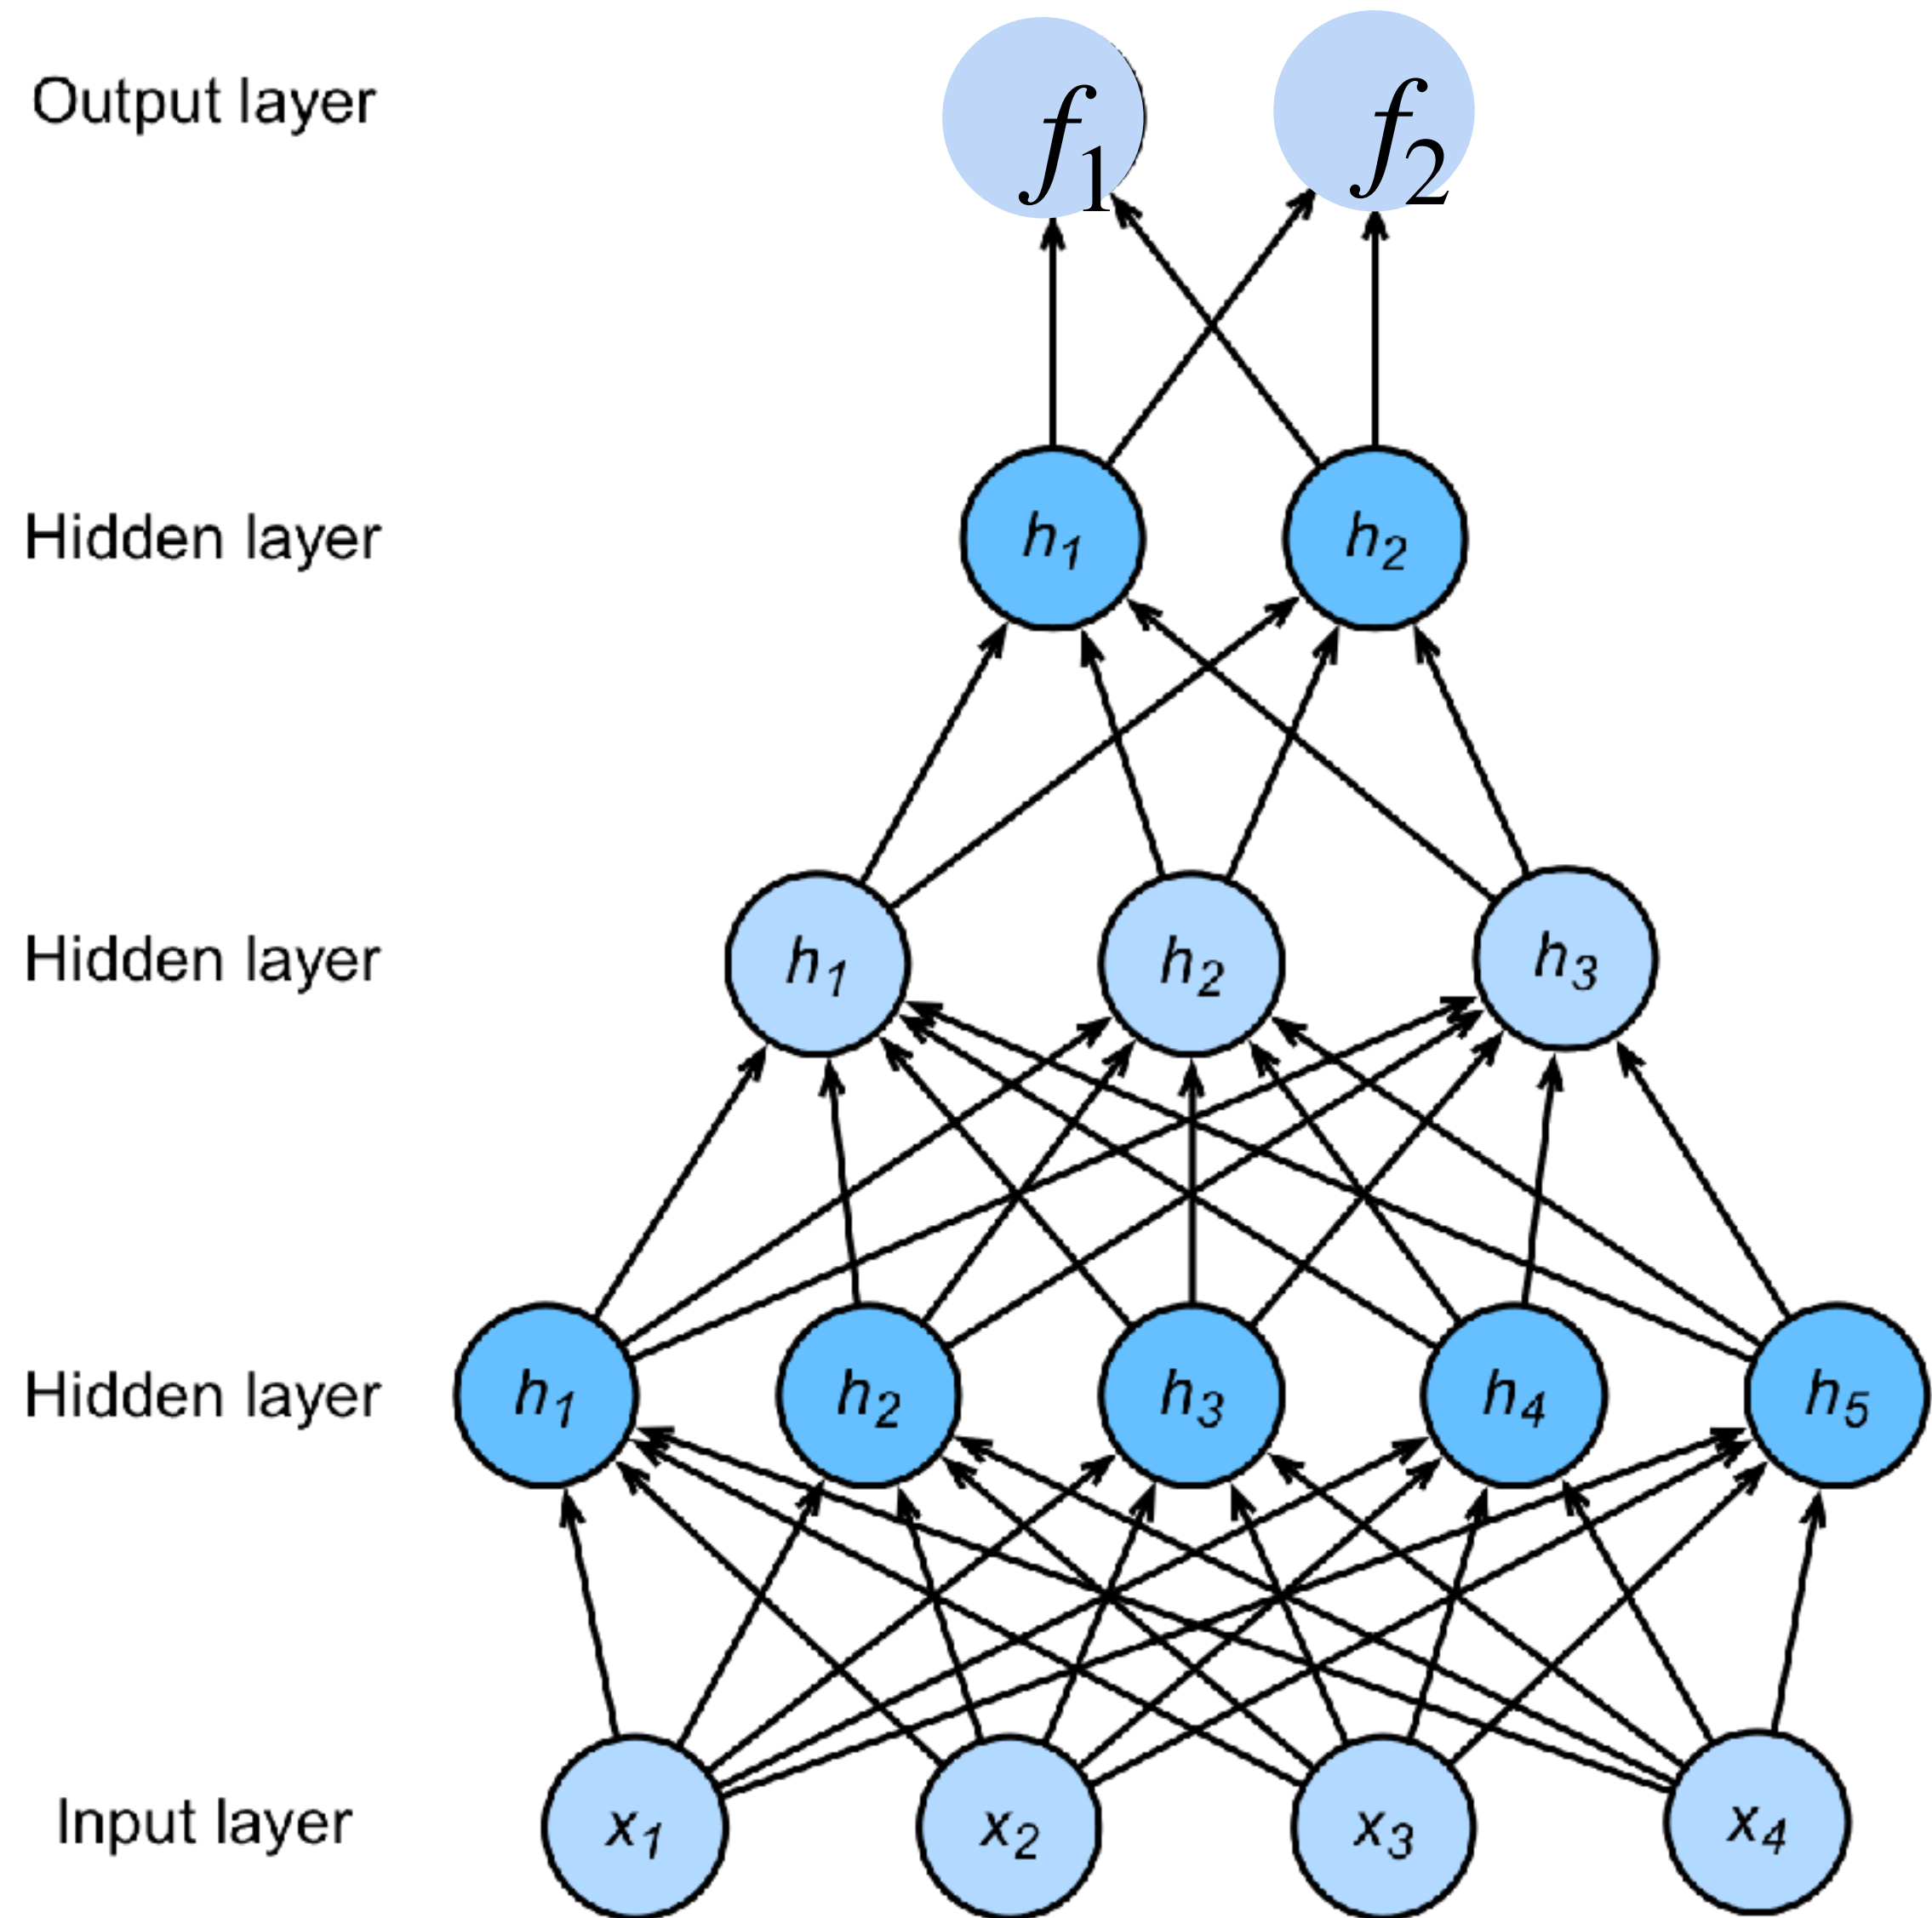 Output layer f1 f2
Hidden layer h1 h2
Hidden layer h1 h2 h3
Hidden layer h1 h2 h3 h4 h5
Input layer x1 x2 x3 x4